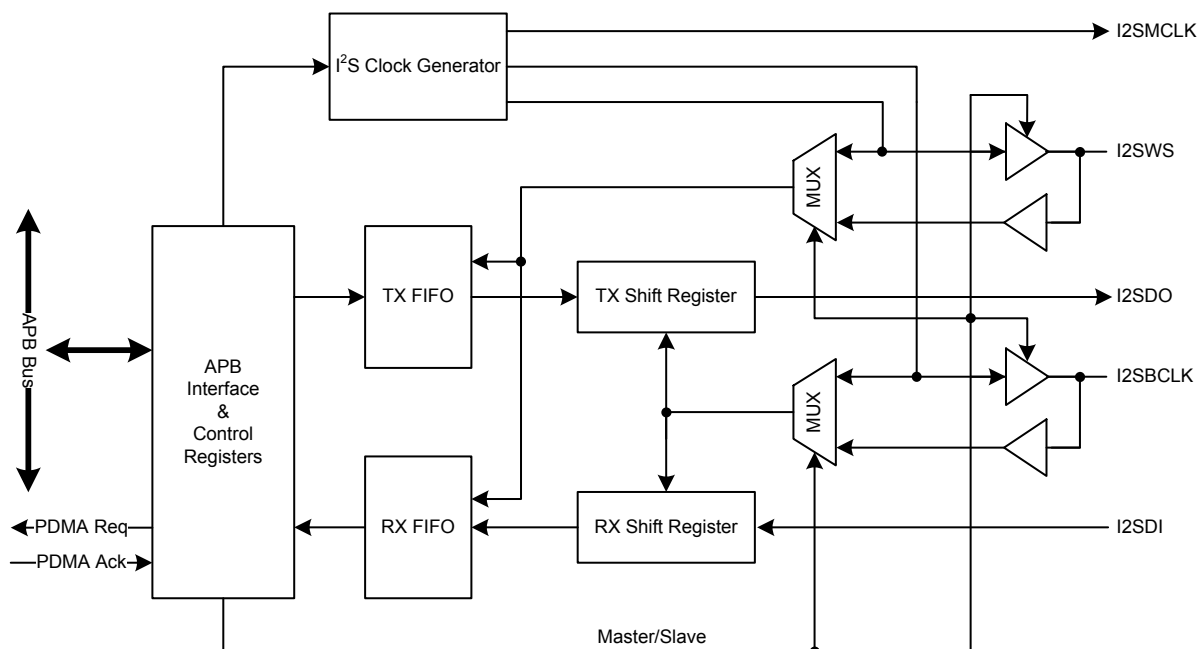 I2SMCLK
I²S Clock Generator
I2SWS
MUX
TX FIFO
TX Shift Register
I2SDO
APB Bus
APB
Interface
&
Control
Registers
MUX
I2SBCLK
PDMA Req
RX FIFO
RX Shift Register
I2SDI
PDMA Ack
Master/Slave